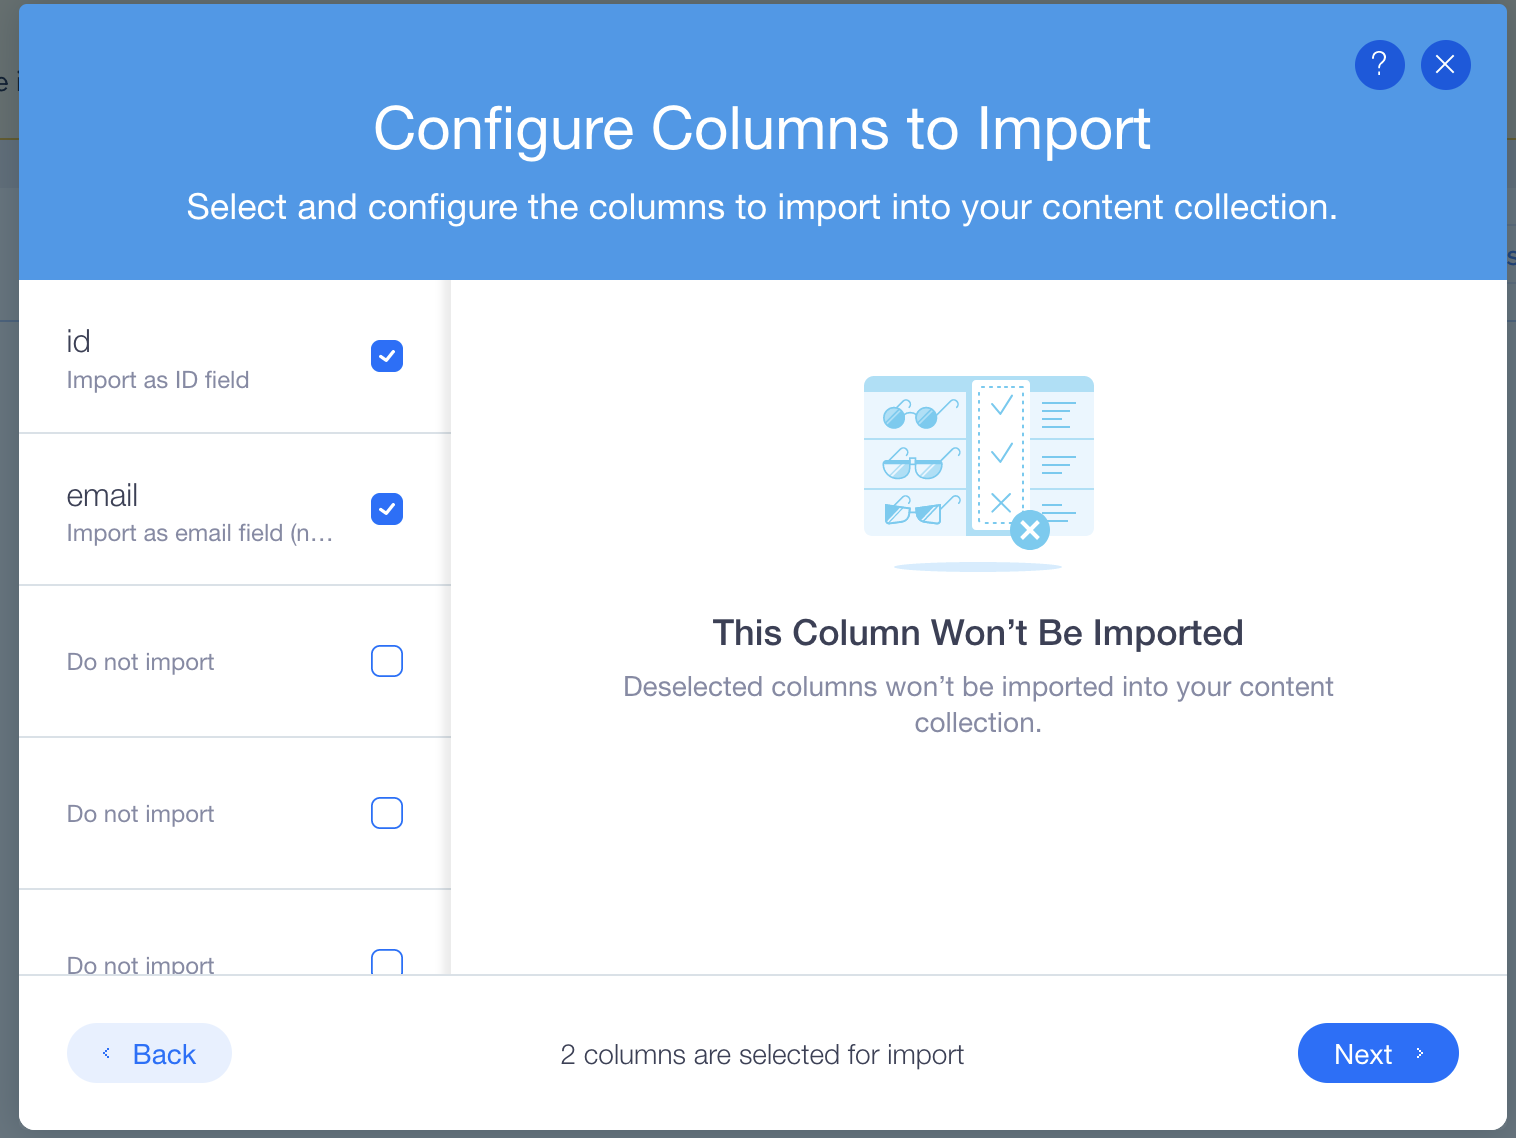 e i
?
Configure Columns to Import
Select and configure the columns to import into your content collection.
s
id
Import as ID field
email
Import as email field (n...
Do not import
Do not import
Do not import
This Column Won’t Be Imported
Deselected columns won’t be imported into your content
collection.
Back
2 columns are selected for import
Next